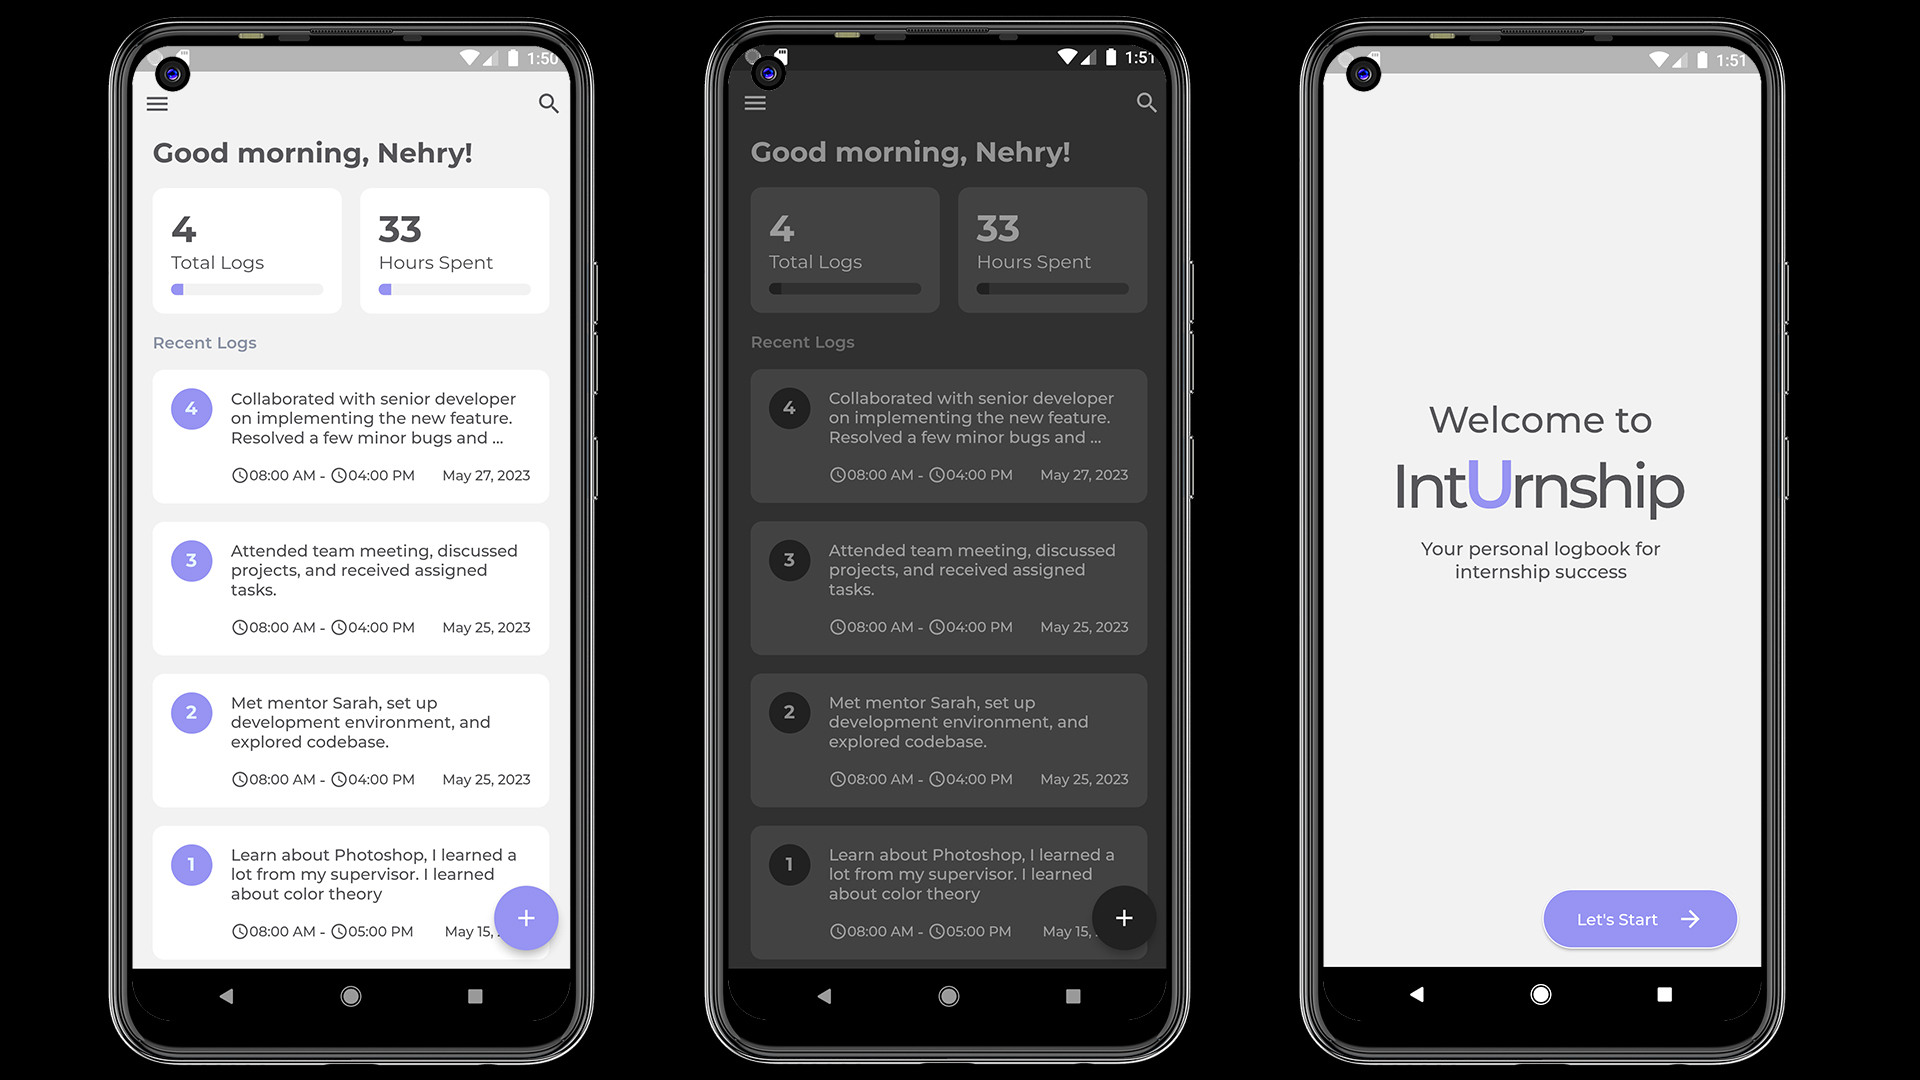 1:50
Good morning, Nehry!
4
Total Logs
33
Hours Spent
Recent Logs
4
Collaborated with senior developer
on implementing the new feature.
Resolved a few minor bugs and ...
08:00 AM - 04:00 PM May 27, 2023
3
Attended team meeting, discussed
projects, and received assigned
tasks.
08:00 AM - 04:00 PM May 25, 2023
2
Met mentor Sarah, set up
development environment, and
explored codebase.
08:00 AM - 04:00 PM May 25, 2023
1
Learn about Photoshop, I learned a
lot from my supervisor. I learned
about color theory
08:00 AM - 05:00 PM May 15,
+
1:51
Good morning, Nehry!
4
Total Logs
33
Hours Spent
Recent Logs
4
Collaborated with senior developer
on implementing the new feature.
Resolved a few minor bugs and ...
08:00 AM - 04:00 PM May 27, 2023
3
Attended team meeting, discussed
projects, and received assigned
tasks.
08:00 AM - 04:00 PM May 25, 2023
2
Met mentor Sarah, set up
development environment, and
explored codebase.
08:00 AM - 04:00 PM May 25, 2023
1
Learn about Photoshop, I learned a
lot from my supervisor. I learned
about color theory
08:00 AM - 05:00 PM May 15,
+
1:51
Welcome to
IntUrnship
Your personal logbook for
internship success
Let's Start